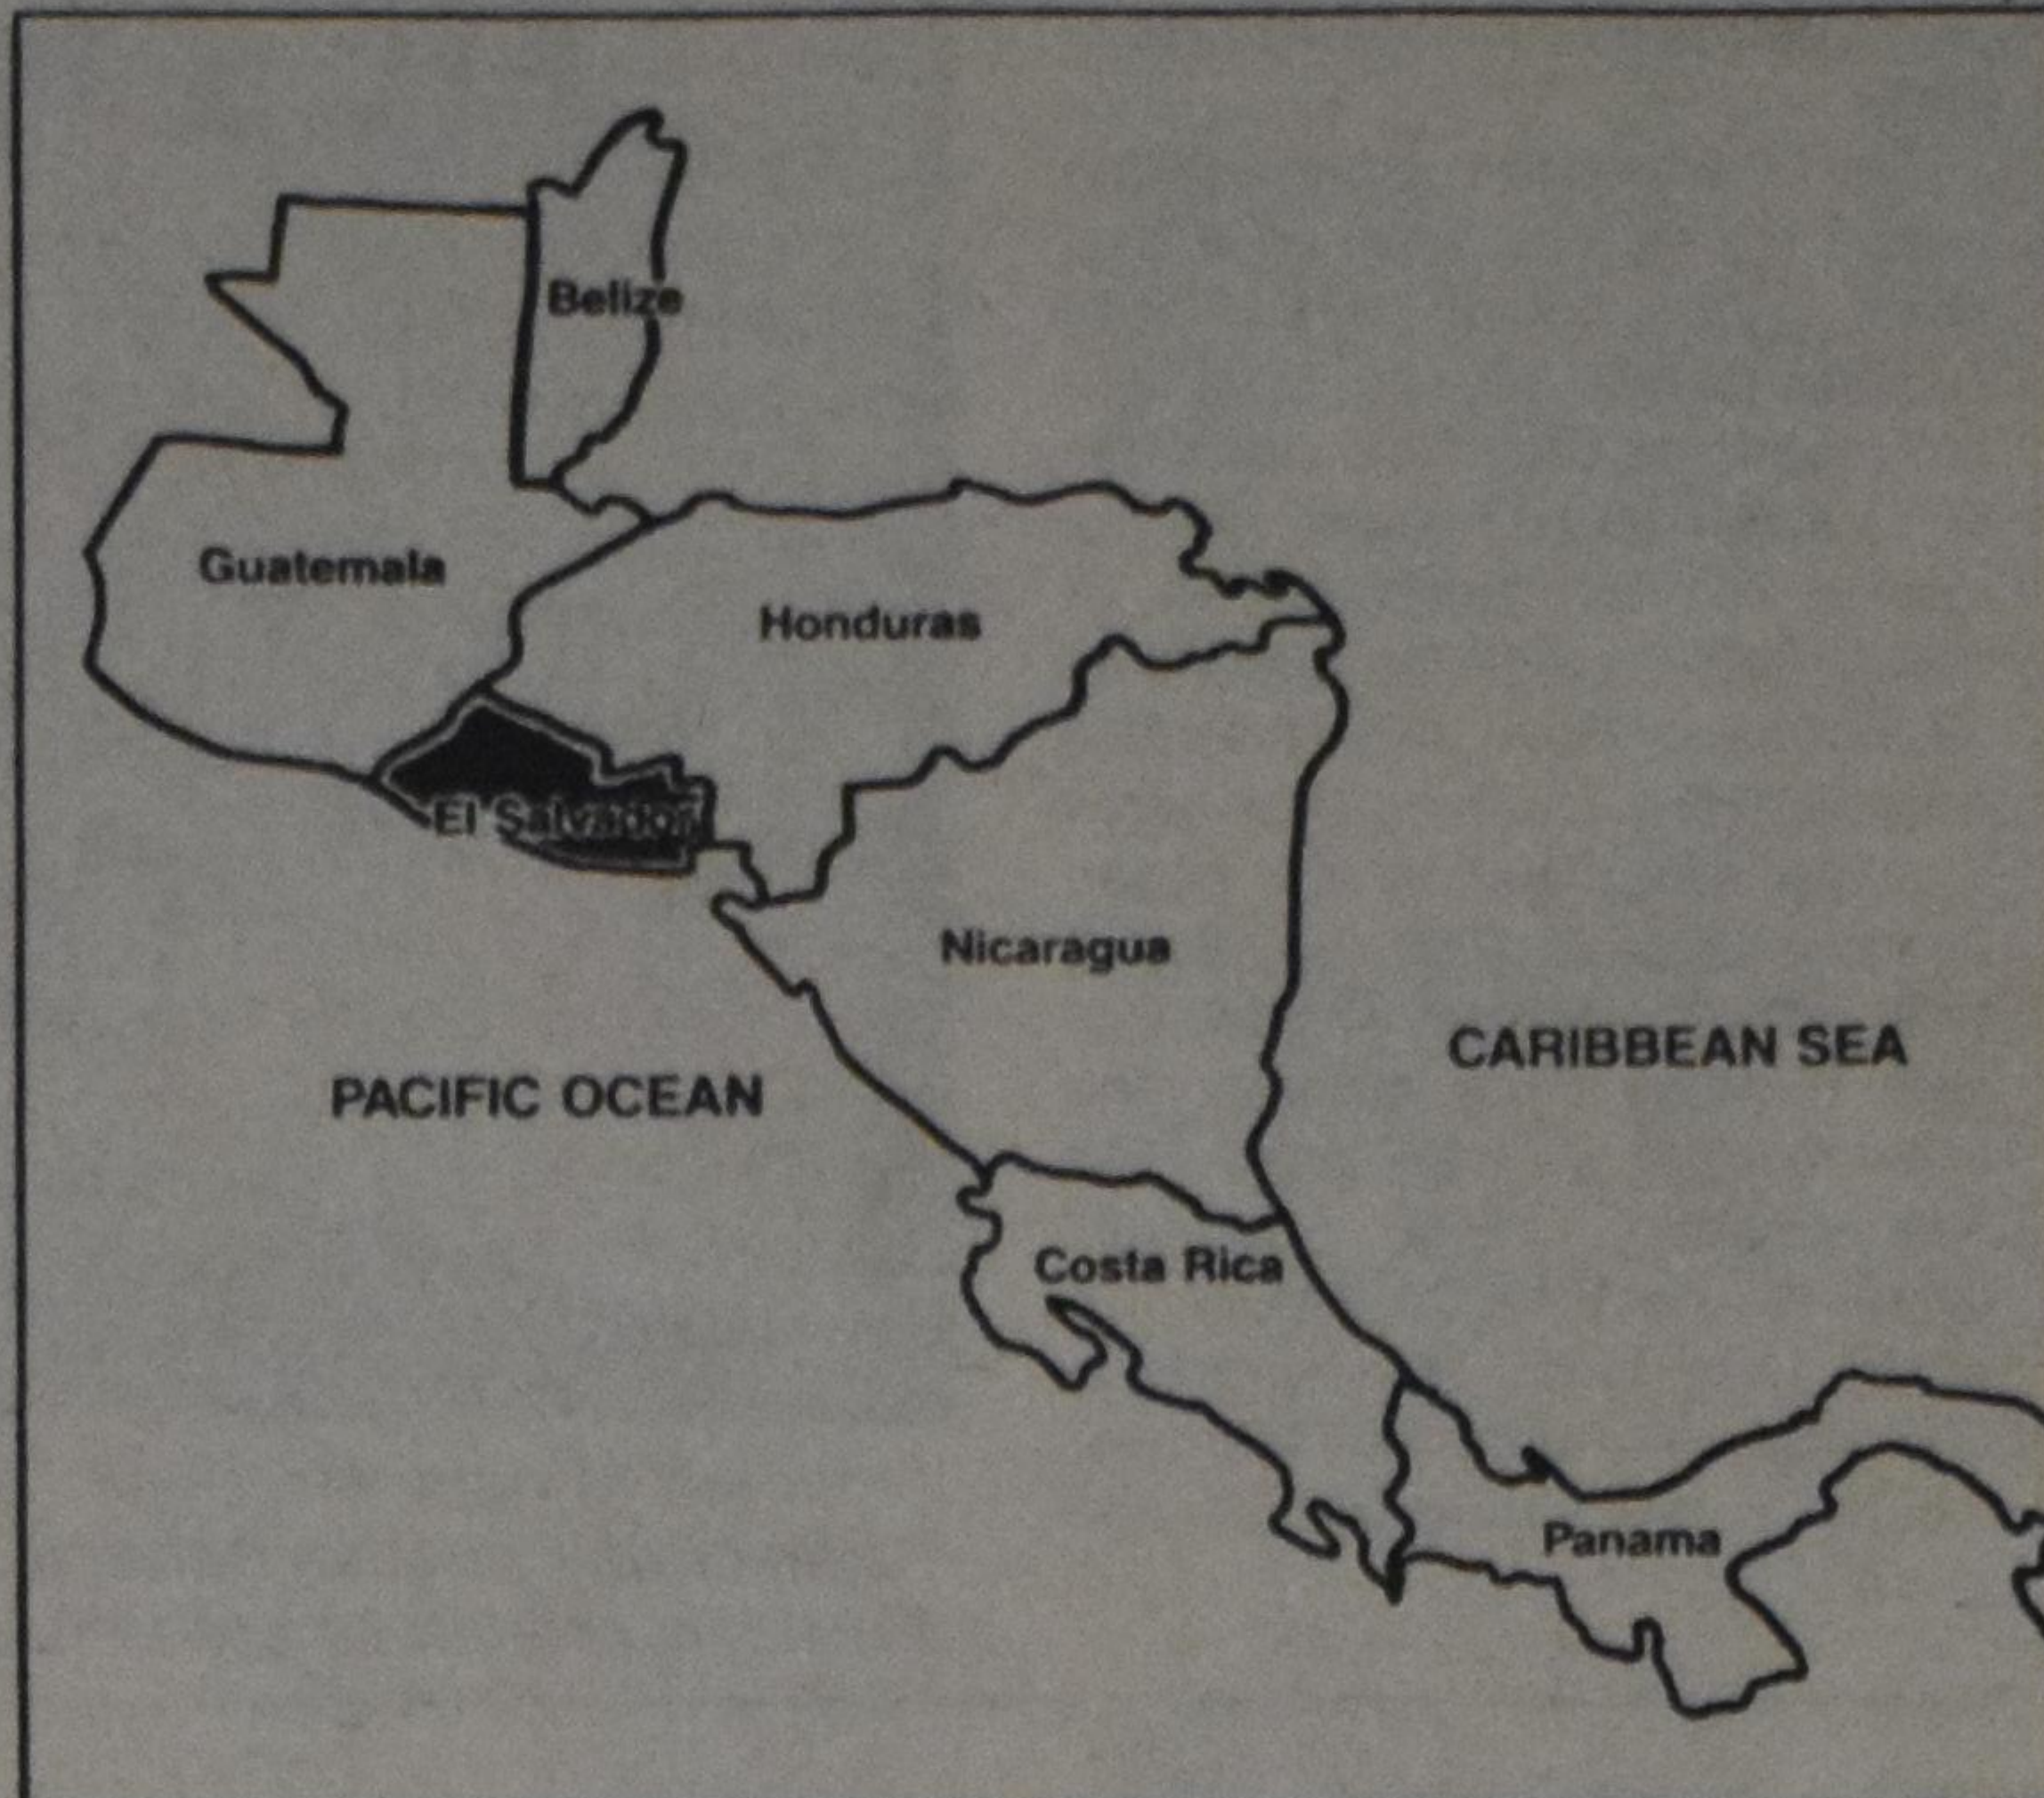 Belize
Guatemala
Honduras
El Salvador
Nicaragua
CARIBBEAN SEA
PACIFIC OCEAN
Costa Rica
Panama